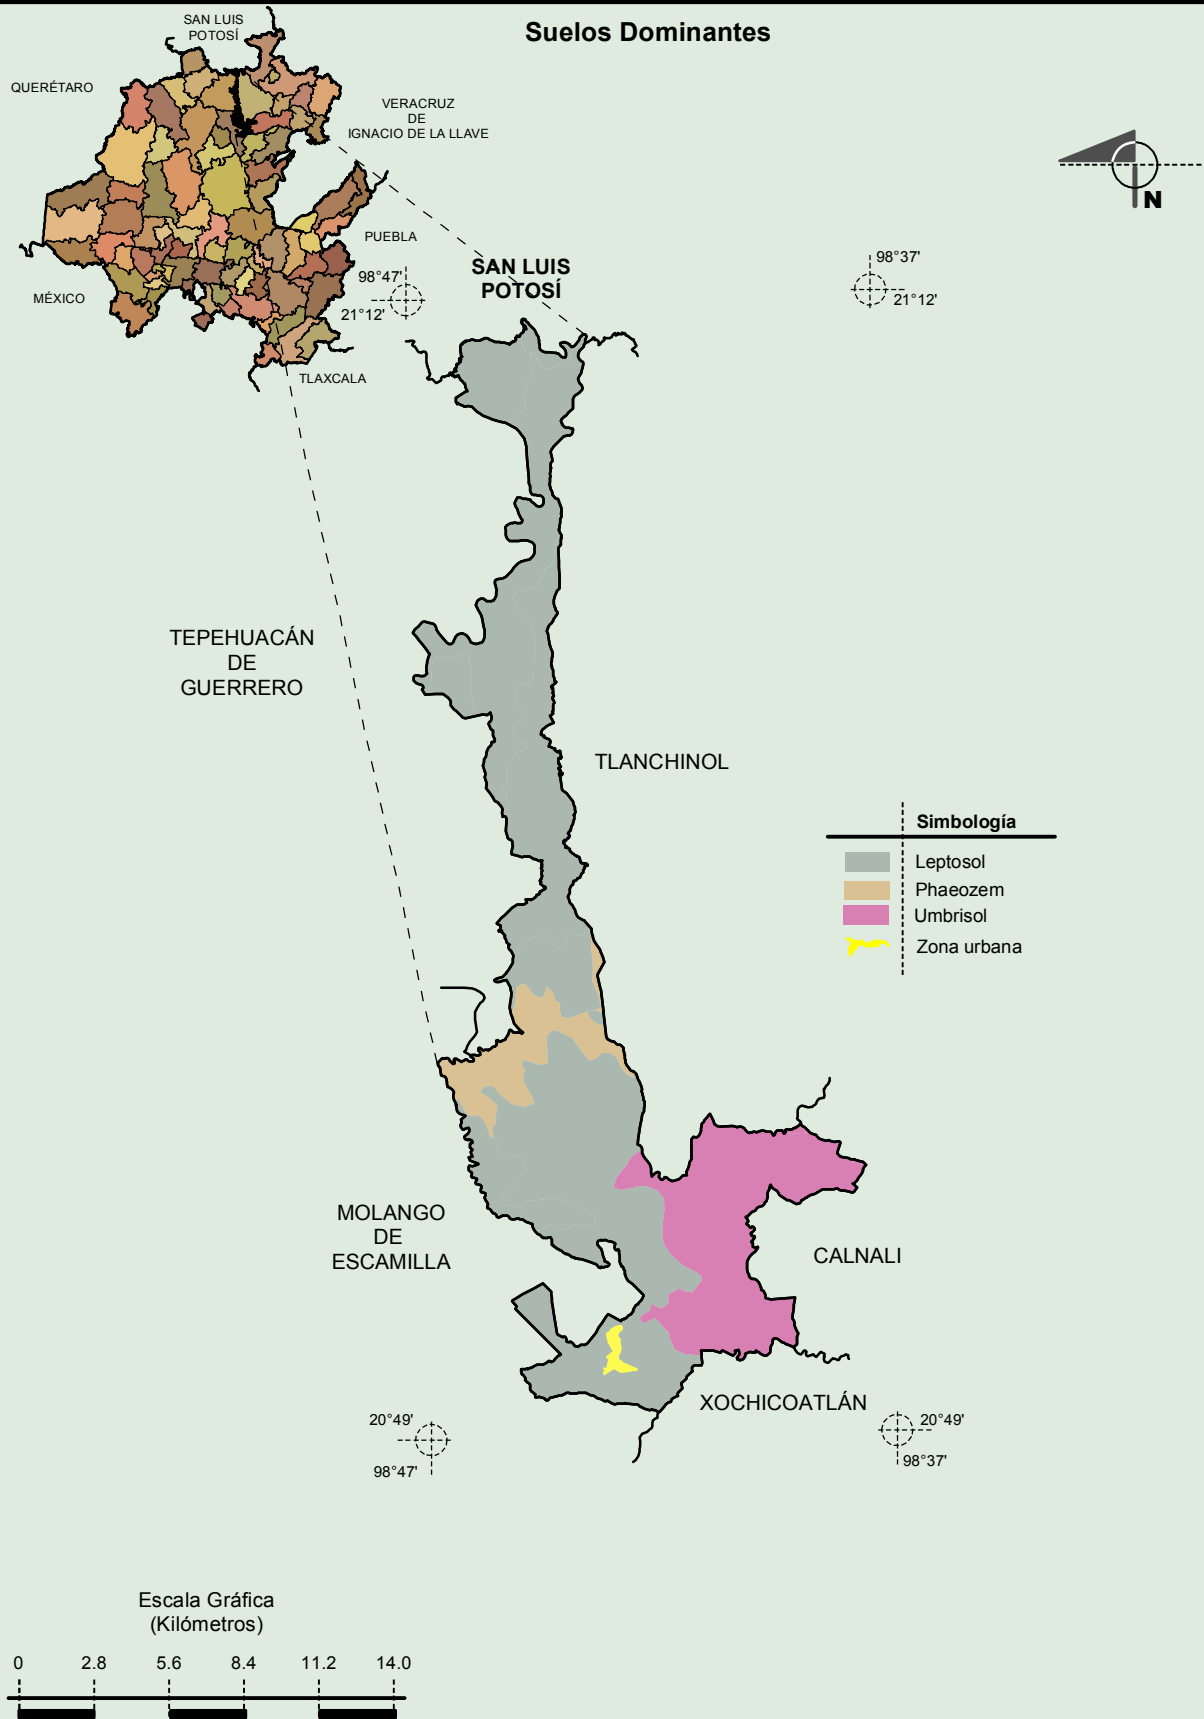 Suelos Dominantes
SAN LUIS
POTOSÍ
QUERÉTARO
VERACRUZ
DE
IGNACIO DE LA LLAVE
PUEBLA
MÉXICO
TLAXCALA
N
98°47'
21°12'
SAN LUIS
POTOSÍ
98°37'
21°12'
TEPEHUACÁN
DE
GUERRERO
TLANCHINOL
Simbología
Leptosol
Phaeozem
Umbrisol
Zona urbana
MOLANGO
DE
ESCAMILLA
CALNALI
XOCHICOATLÁN
20°49'
98°47'
20°49'
98°37'
Escala Gráfica
(Kilómetros)
0 2.8 5.6 8.4 11.2 14.0